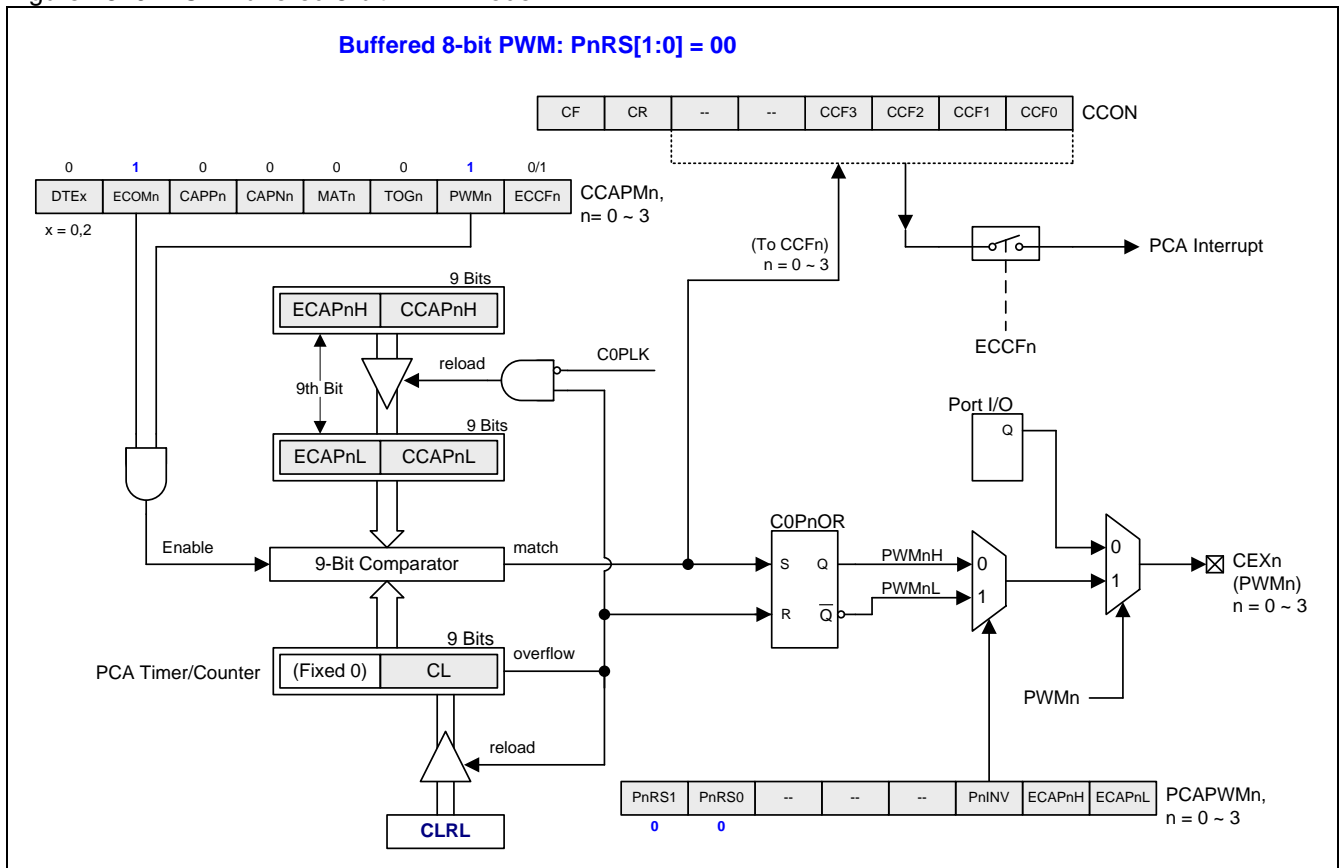 Buffered 8-bit PWM: PnRS[1:0] = 00
CF CR -- -- CCF3 CCF2 CCF1 CCF0 CCON
0 1 0 0 0 0 1 0/1
DTEx ECOMn CAPPn CAPNn MATn TOGn PWMn ECCFn CCAPMn,
n= 0 ~ 3
x = 0,2
(To CCFn)
n = 0 ~ 3
PCA Interrupt
ECCFn
9 Bits
ECAPnH CCAPnH
reload
C0PLK
9th Bit
9 Bits
ECAPnL CCAPnL
Port I/O
Q
Enable
9-Bit Comparator
match
C0PnOR
S Q
R Q
PWMnH
PWMnL
0
1
0
1
CEXn
(PWMn)
n = 0 ~ 3
PCA Timer/Counter
9 Bits
(Fixed 0) CL
overflow
PWMn
reload
CLRL
PnRS1 PnRS0 -- -- -- PnINV ECAPnH ECAPnL PCAPWMn,
n = 0 ~ 3
0 0